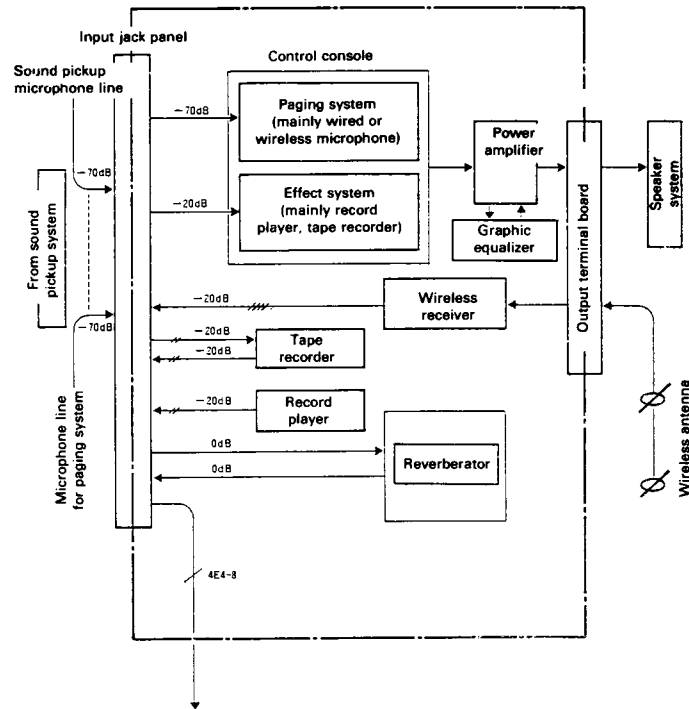 Input jack panel
Sound pickup
microphone line
Control console
−70dB
Paging system
(mainly wired or
wireless microphone)
Power
amplifier
−70dB
−20dB
Effect system
(mainly record
player, tape recorder)
Graphic
equalizer
From sound
pickup system
Output terminal board
Speaker
system
−20dB
Wireless
receiver
−70dB
−20dB
−20dB
Tape
recorder
−20dB
Record
player
Microphone line
for paging system
0dB
0dB
Reverberator
Wireless antenna
4E4-8